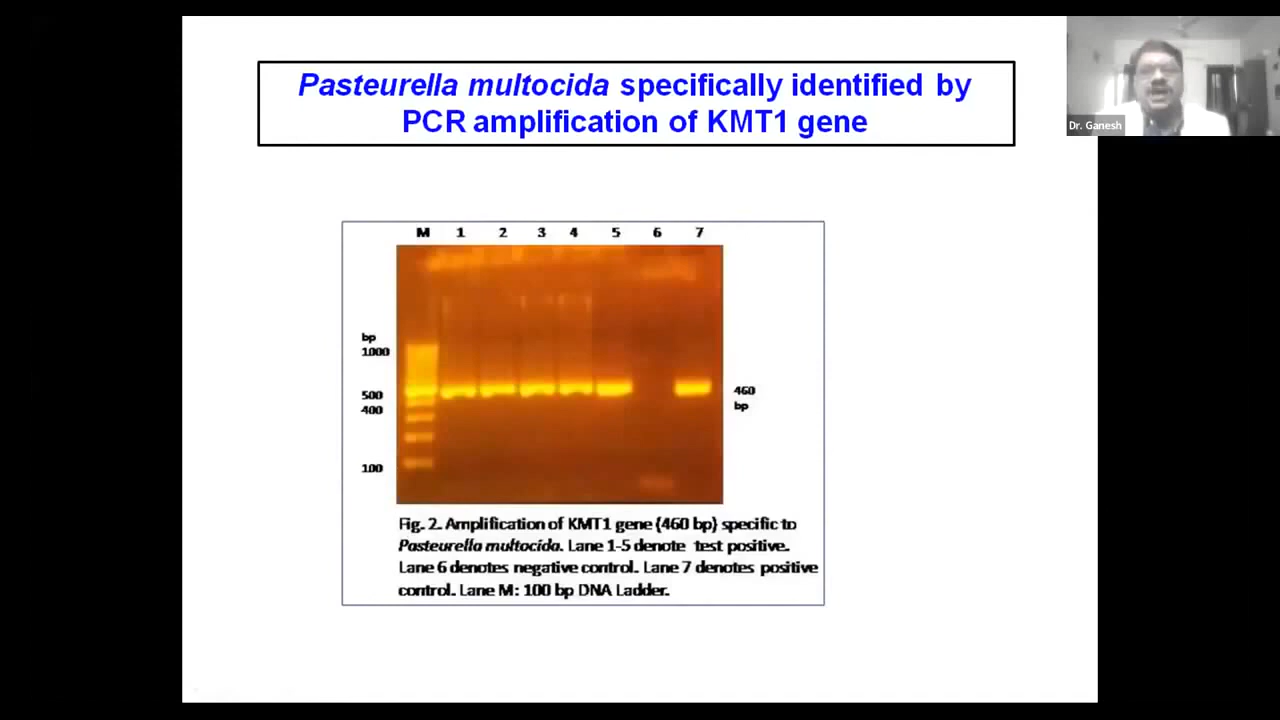 Pasteurella multocida specifically identified by
PCR amplification of KMT1 gene
Dr. Ganesh
M 1 2 3 4 5 6 7
bp
1000
500
400
100
460
bp
Fig. 2. Amplification of KMT1 gene (460 bp) specific to
Pasteurella multocida. Lane 1-5 denote test positive.
Lane 6 denotes negative control. Lane 7 denotes positive
control. Lane M: 100 bp DNA Ladder.